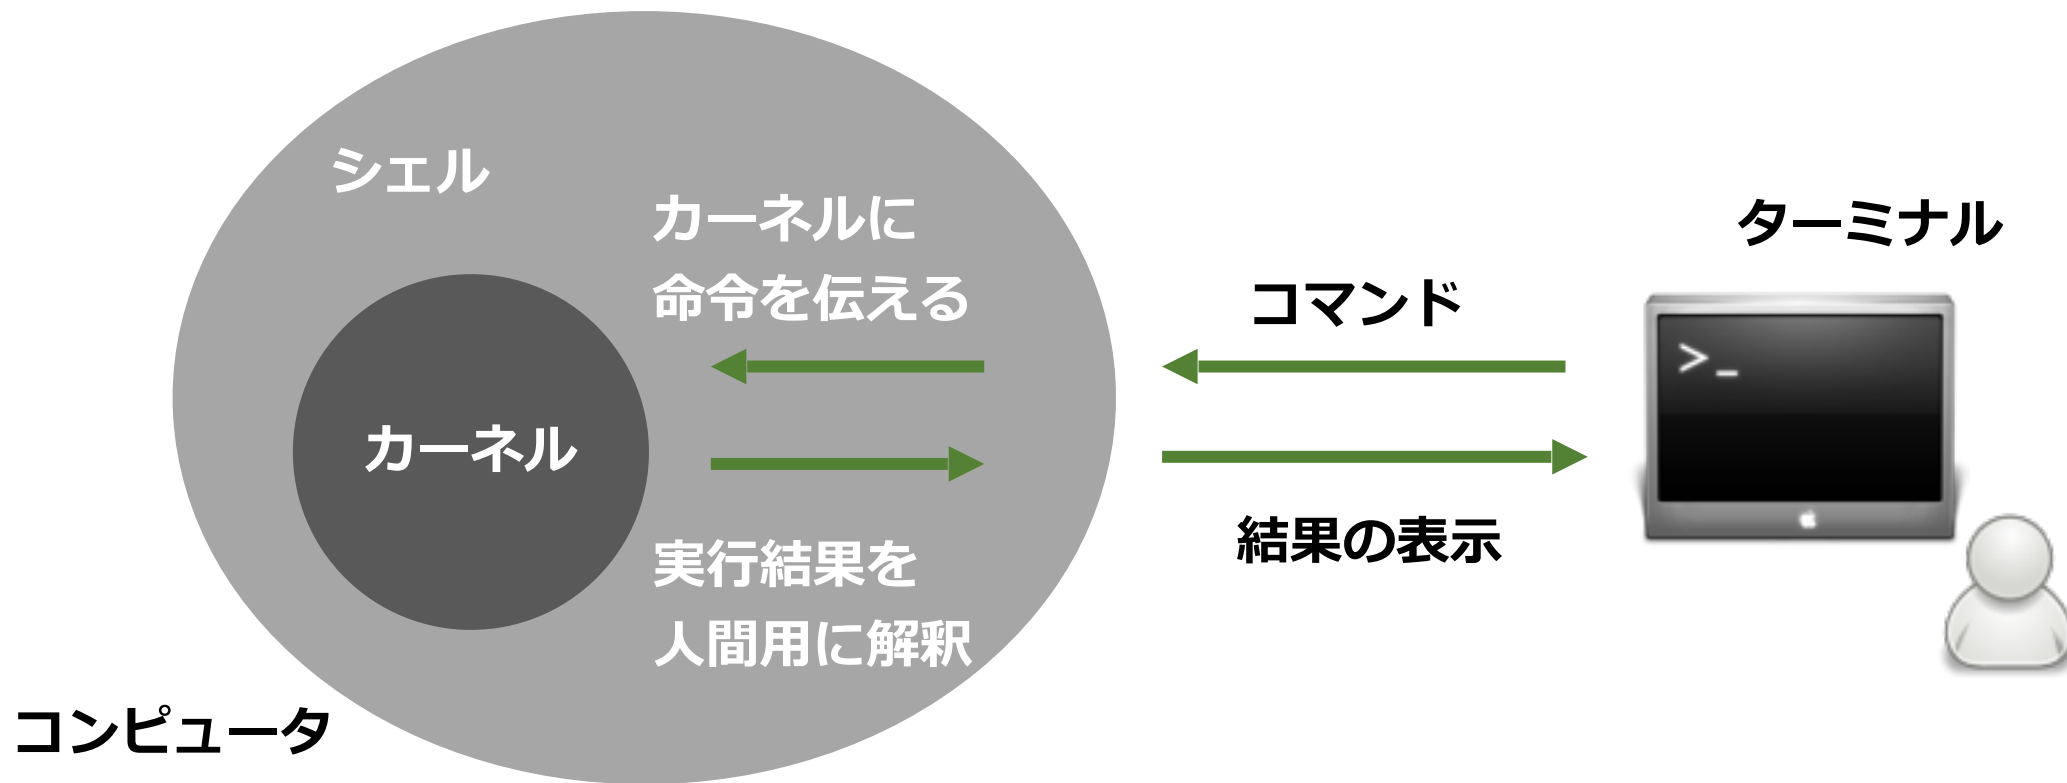 シェル
カーネルに
命令を伝える
カーネル
実行結果を
人間用に解釈
コンピュータ
コマンド
結果の表示
ターミナル
>_